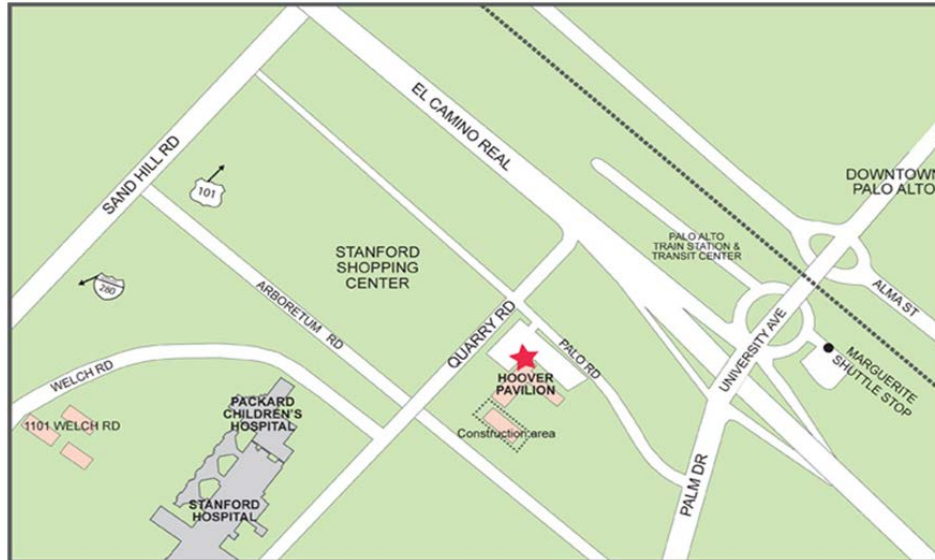 EL CAMINO REAL
SAND HILL RD
101
DOWNTOWN
PALO ALTO
PALO ALTO
TRAIN STATION &
TRANSIT CENTER
STANFORD
SHOPPING
CENTER
280
ARBORETUM RD
QUARRY RD
ALMA ST
UNIVERSITY AVE
MARGUERITE
SHUTTLE STOP
PALO RD
HOOVER
PAVILION
WELCH RD
PACKARD
CHILDREN'S
HOSPITAL
1101 WELCH RD
Construction area
PALM DR
STANFORD
HOSPITAL